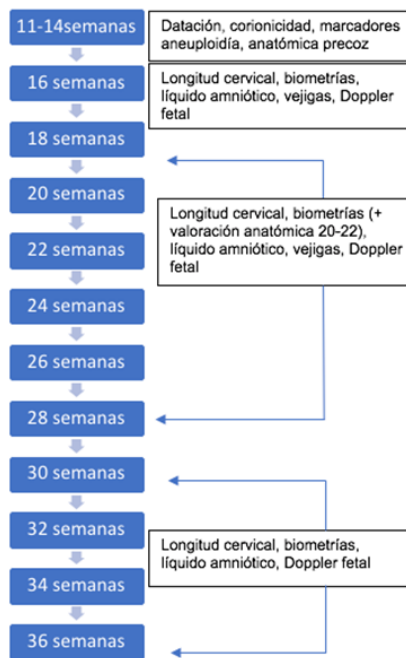 11-14semanas
Datación, corionicidad, marcadores
aneuploidía, anatómica precoz
16 semanas
Longitud cervical, biometrías,
líquido amniótico, vejigas, Doppler
fetal
18 semanas
20 semanas
Longitud cervical, biometrías (+
valoración anatómica 20-22),
líquido amniótico, vejigas, Doppler
fetal
22 semanas
24 semanas
26 semanas
28 semanas
30 semanas
32 semanas
Longitud cervical, biometrías,
líquido amniótico, Doppler fetal
34 semanas
36 semanas